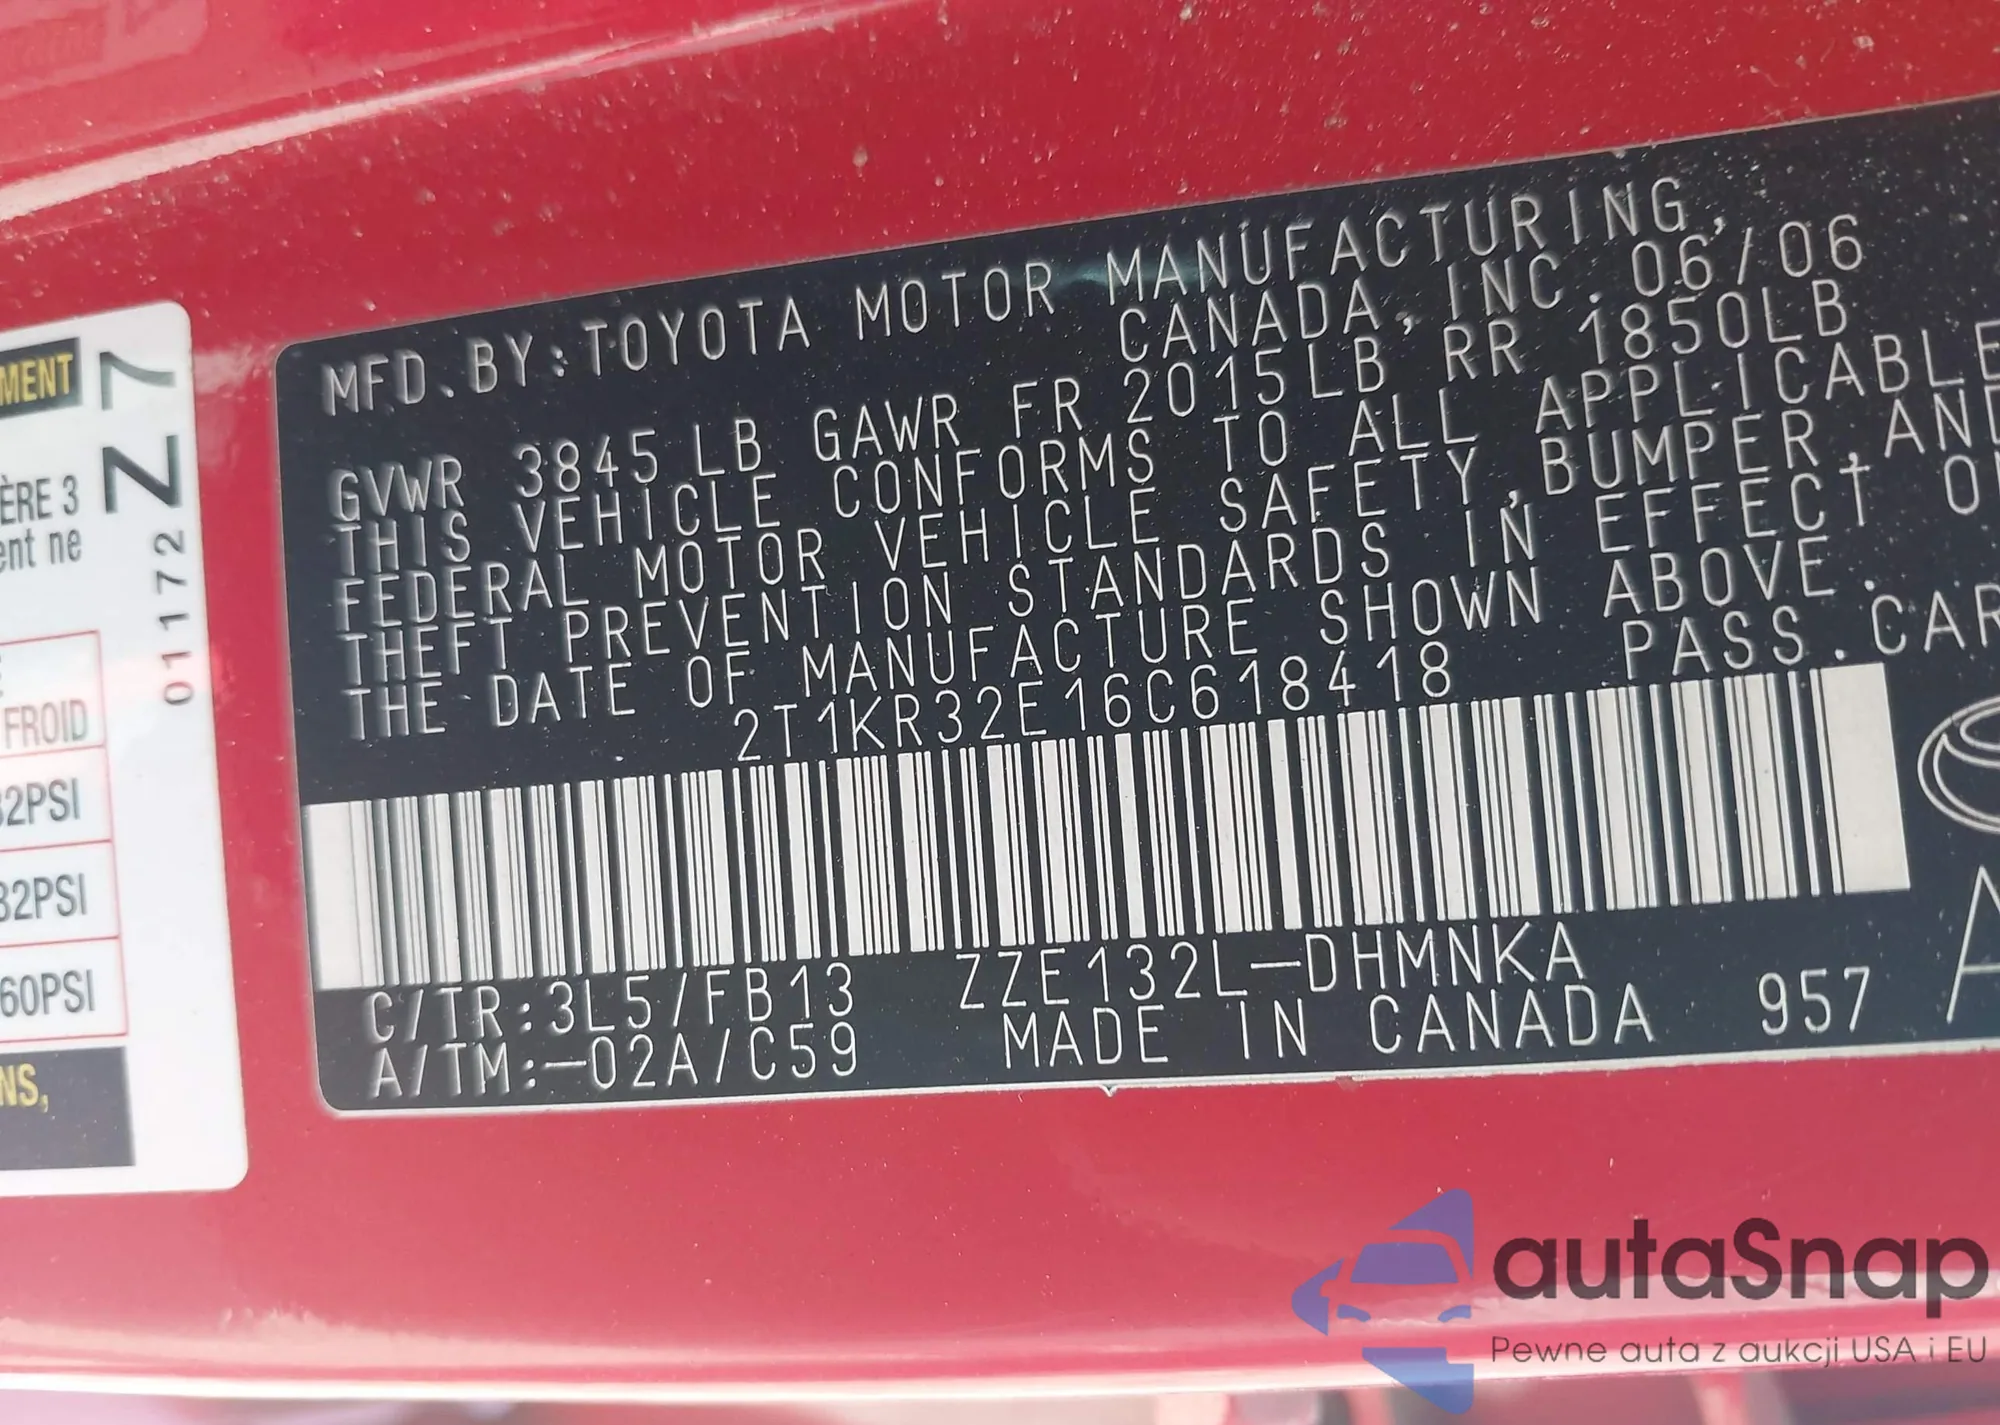 MENT
Z7
ÈRE 3
ent ne
01172
FROID
32PSI
32PSI
60PSI
NS,
MFD.BY:TOYOTA MOTOR MANUFACTURING,
CANADA, INC. 06/06
GVWR 3845LB GAWR FR 2015LB RR 1850LB
THIS VEHICLE CONFORMS TO ALL APPLICABLE
FEDERAL MOTOR VEHICLE SAFETY,BUMPER,AND
THEFT PREVENTION STANDARDS IN EFFECT ON
THE DATE OF MANUFACTURE SHOWN ABOVE.
2T1KR32E16C618418 PASS.CAR
C/TR:3L5/FB13 ZZE132L-DHMNKA
A/TM:-02A/C59 MADE IN CANADA 957
autaSnap
Pewne auta z aukcji USA i EU